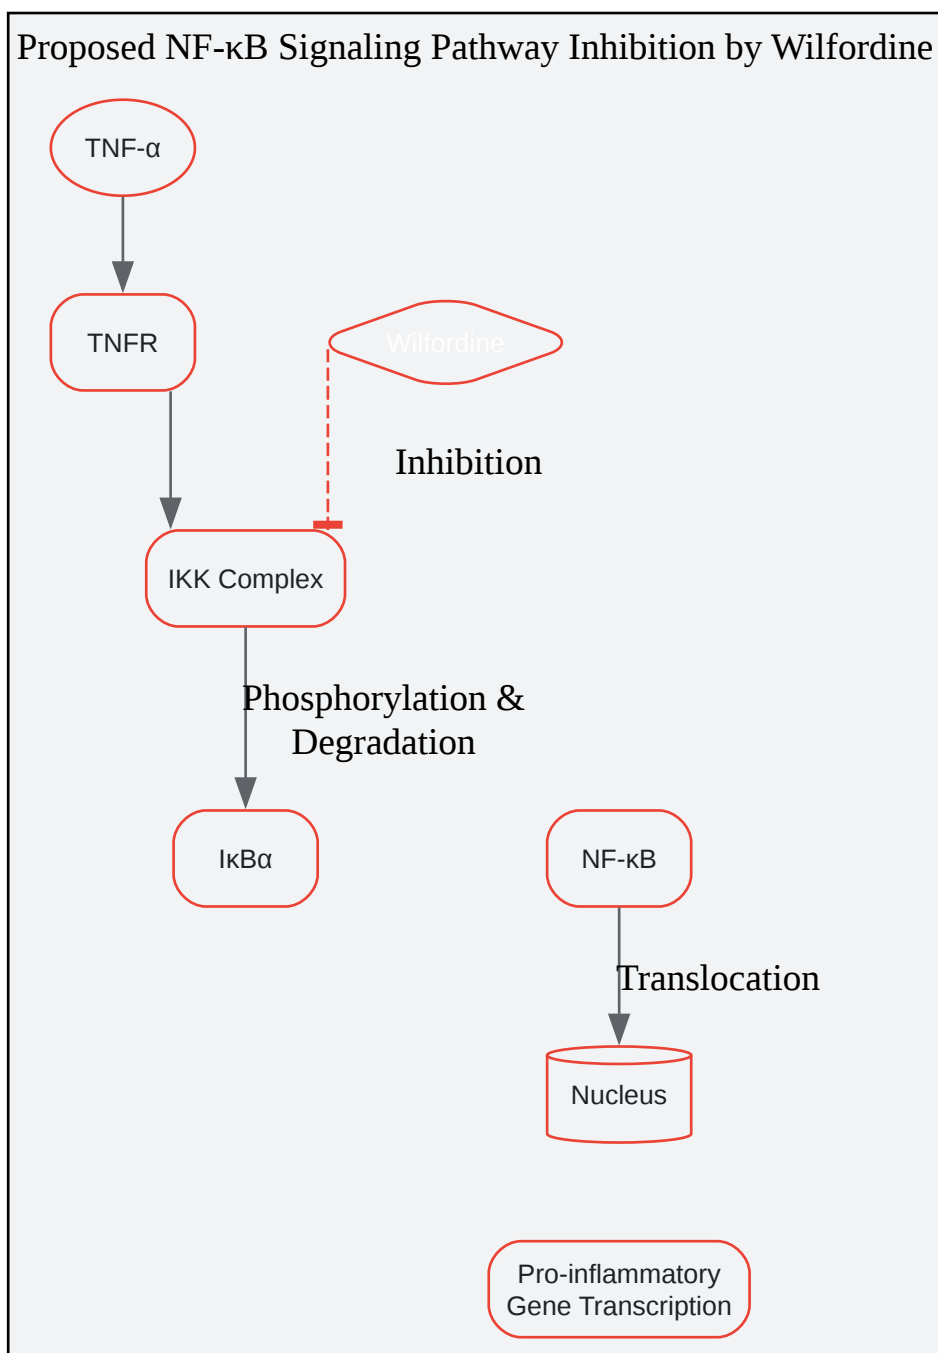 Proposed NF-κB Signaling Pathway Inhibition by Wilfordine
TNF-α
TNFR
Wilfordine
Inhibition
IKK Complex
Phosphorylation &
Degradation
IκBα
NF-κB
Translocation
Nucleus
Pro-inflammatory
Gene Transcription